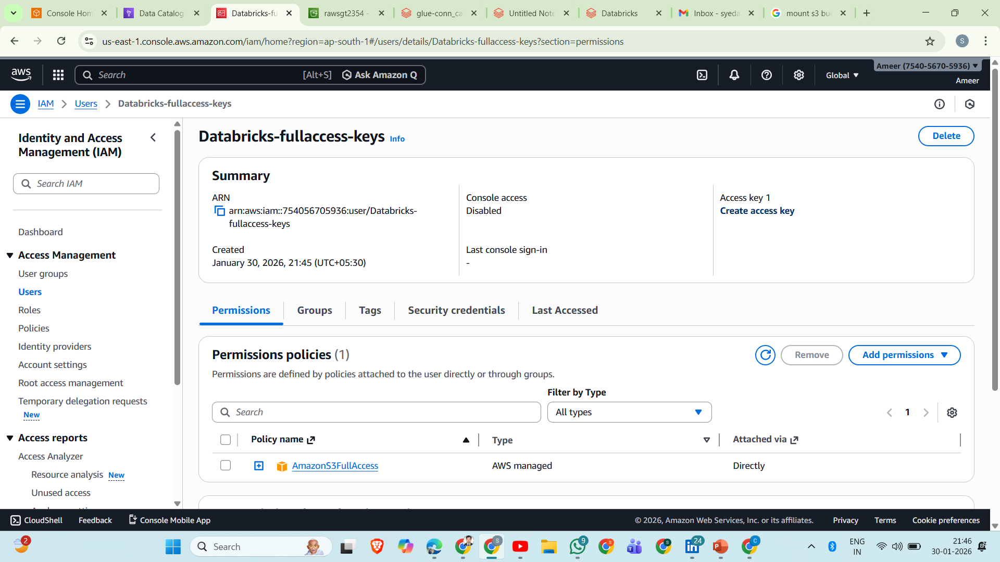 Console Hom
Data Catalog
Databricks-fu
rawsgt2354 -
glue-conn_ca
Untitled Note
Databricks
Inbox - syeda
mount s3 buc
us-east-1.console.aws.amazon.com/iam/home?region=ap-south-1#/users/details/Databricks-fullaccess-keys?section=permissions
S
aws
Search
[Alt+S]
Ask Amazon Q
Global
Ameer (7540-5670-5936)
Ameer
IAM
Users
Databricks-fullaccess-keys
Identity and Access
Management (IAM)
Search IAM
Dashboard
Access Management
User groups
Users
Roles
Policies
Identity providers
Account settings
Root access management
Temporary delegation requests
New
Access reports
Access Analyzer
Resource analysis New
Unused access
Databricks-fullaccess-keys Info
Delete
Summary
ARN
arn:aws:iam::754056705936:user/Databricks-
fullaccess-keys
Console access
Disabled
Access key 1
Create access key
Created
January 30, 2026, 21:45 (UTC+05:30)
Last console sign-in
-
Permissions
Groups
Tags
Security credentials
Last Accessed
Permissions policies (1)
Remove
Add permissions
Permissions are defined by policies attached to the user directly or through groups.
Filter by Type
Search
All types
1
Policy name
Type
Attached via
AmazonS3FullAccess
AWS managed
Directly
CloudShell
Feedback
Console Mobile App
© 2026, Amazon Web Services, Inc. or its affiliates.
Privacy
Terms
Cookie preferences
2
Search
9
24
ENG
IN
21:46
30-01-2026